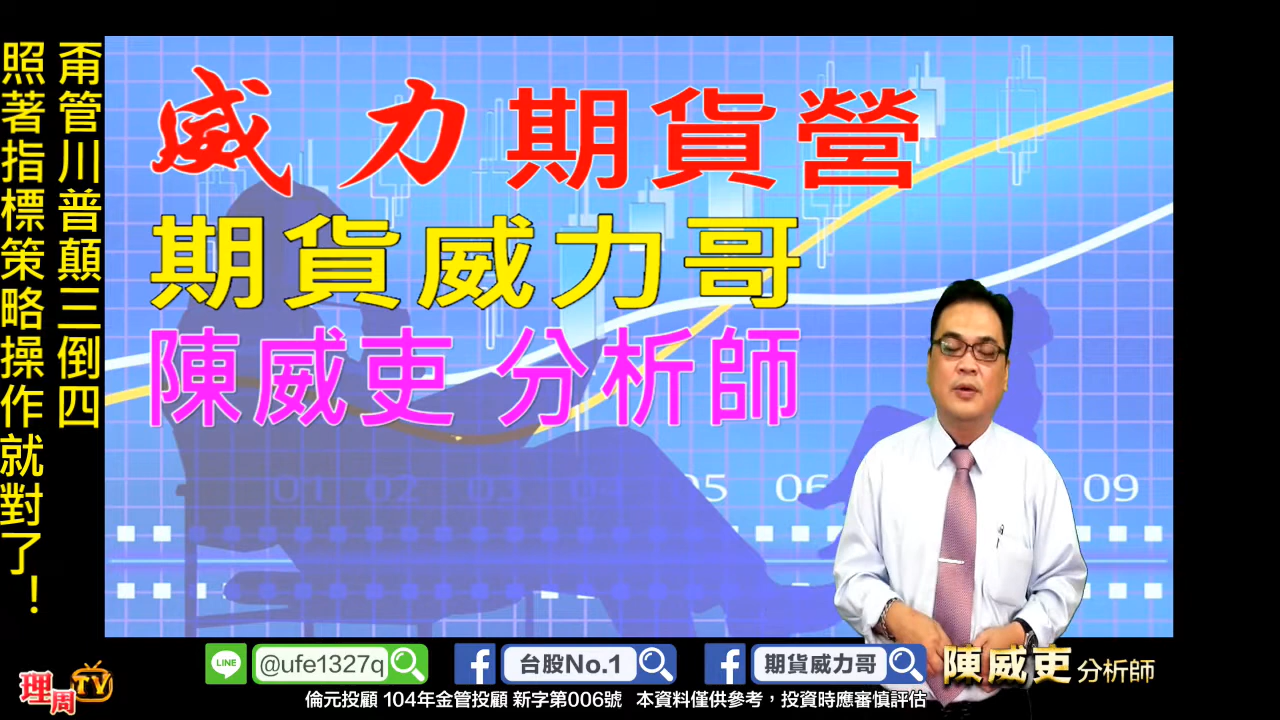 甭管川普顛三倒四
照著指標策略操作就對了！
威力期貨營
期貨威力哥
陳威吏 分析師
01 02 03 04 05 06 09
LINE @ufe1327q 台股No.1 期貨威力哥
陳威吏 分析師
理周TV
倫元投顧 104年金管投顧 新字第006號 本資料僅供參考，投資時應審慎評估